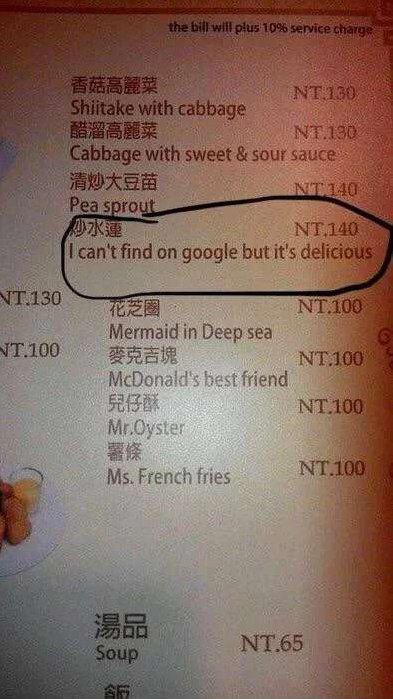 the bill will plus 10% service charge
香菇高麗菜 NT.130
Shiitake with cabbage
醋溜高麗菜 NT.130
Cabbage with sweet & sour sauce
清炒大豆苗 NT.140
Pea sprout
炒水蓮 NT.140
I can't find on google but it's delicious
NT.130
花芝圈 NT.100
Mermaid in Deep sea
NT.100
麥克吉塊 NT.100
McDonald's best friend
兒仔酥 NT.100
Mr.Oyster
薯條 NT.100
Ms. French fries
湯品 NT.65
Soup
飯